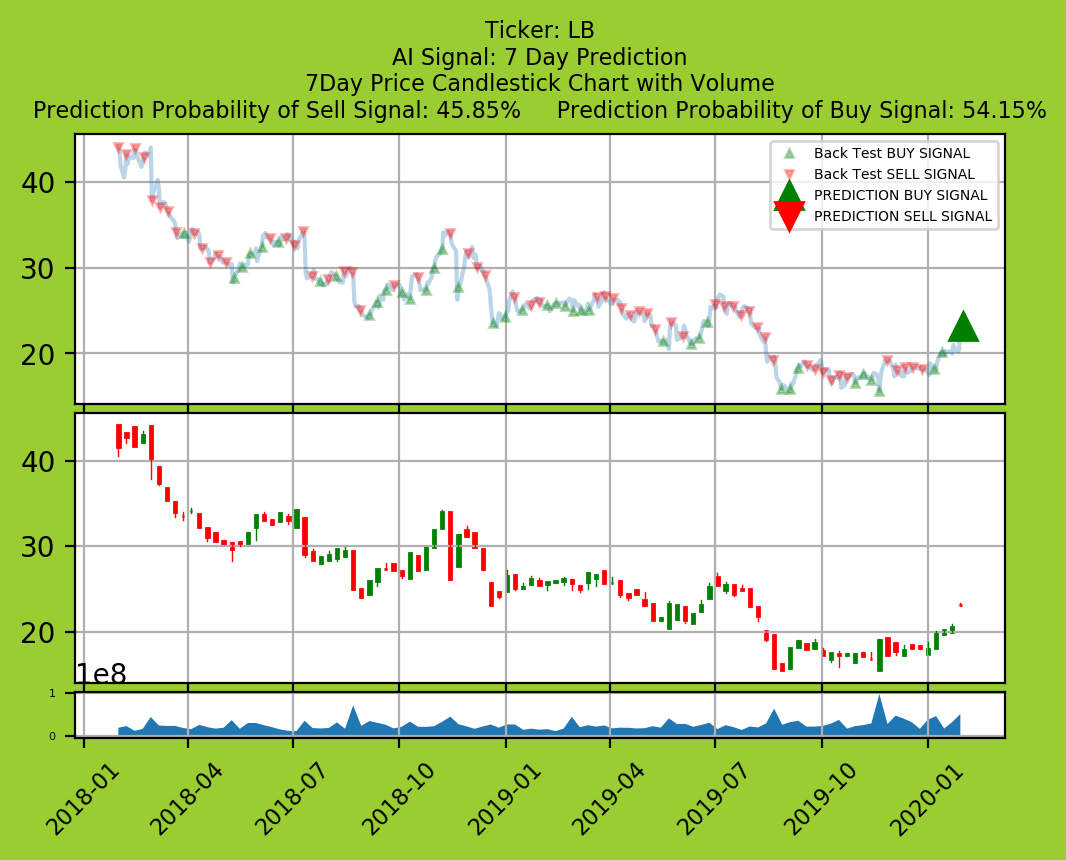 Ticker: LB
AI Signal: 7 Day Prediction
7Day Price Candlestick Chart with Volume
Prediction Probability of Sell Signal: 45.85% Prediction Probability of Buy Signal: 54.15%
Back Test BUY SIGNAL
Back Test SELL SIGNAL
PREDICTION BUY SIGNAL
PREDICTION SELL SIGNAL
40
30
20
40
30
20
1e8
1
0
2018-01
2018-04
2018-07
2018-10
2019-01
2019-04
2019-07
2019-10
2020-01